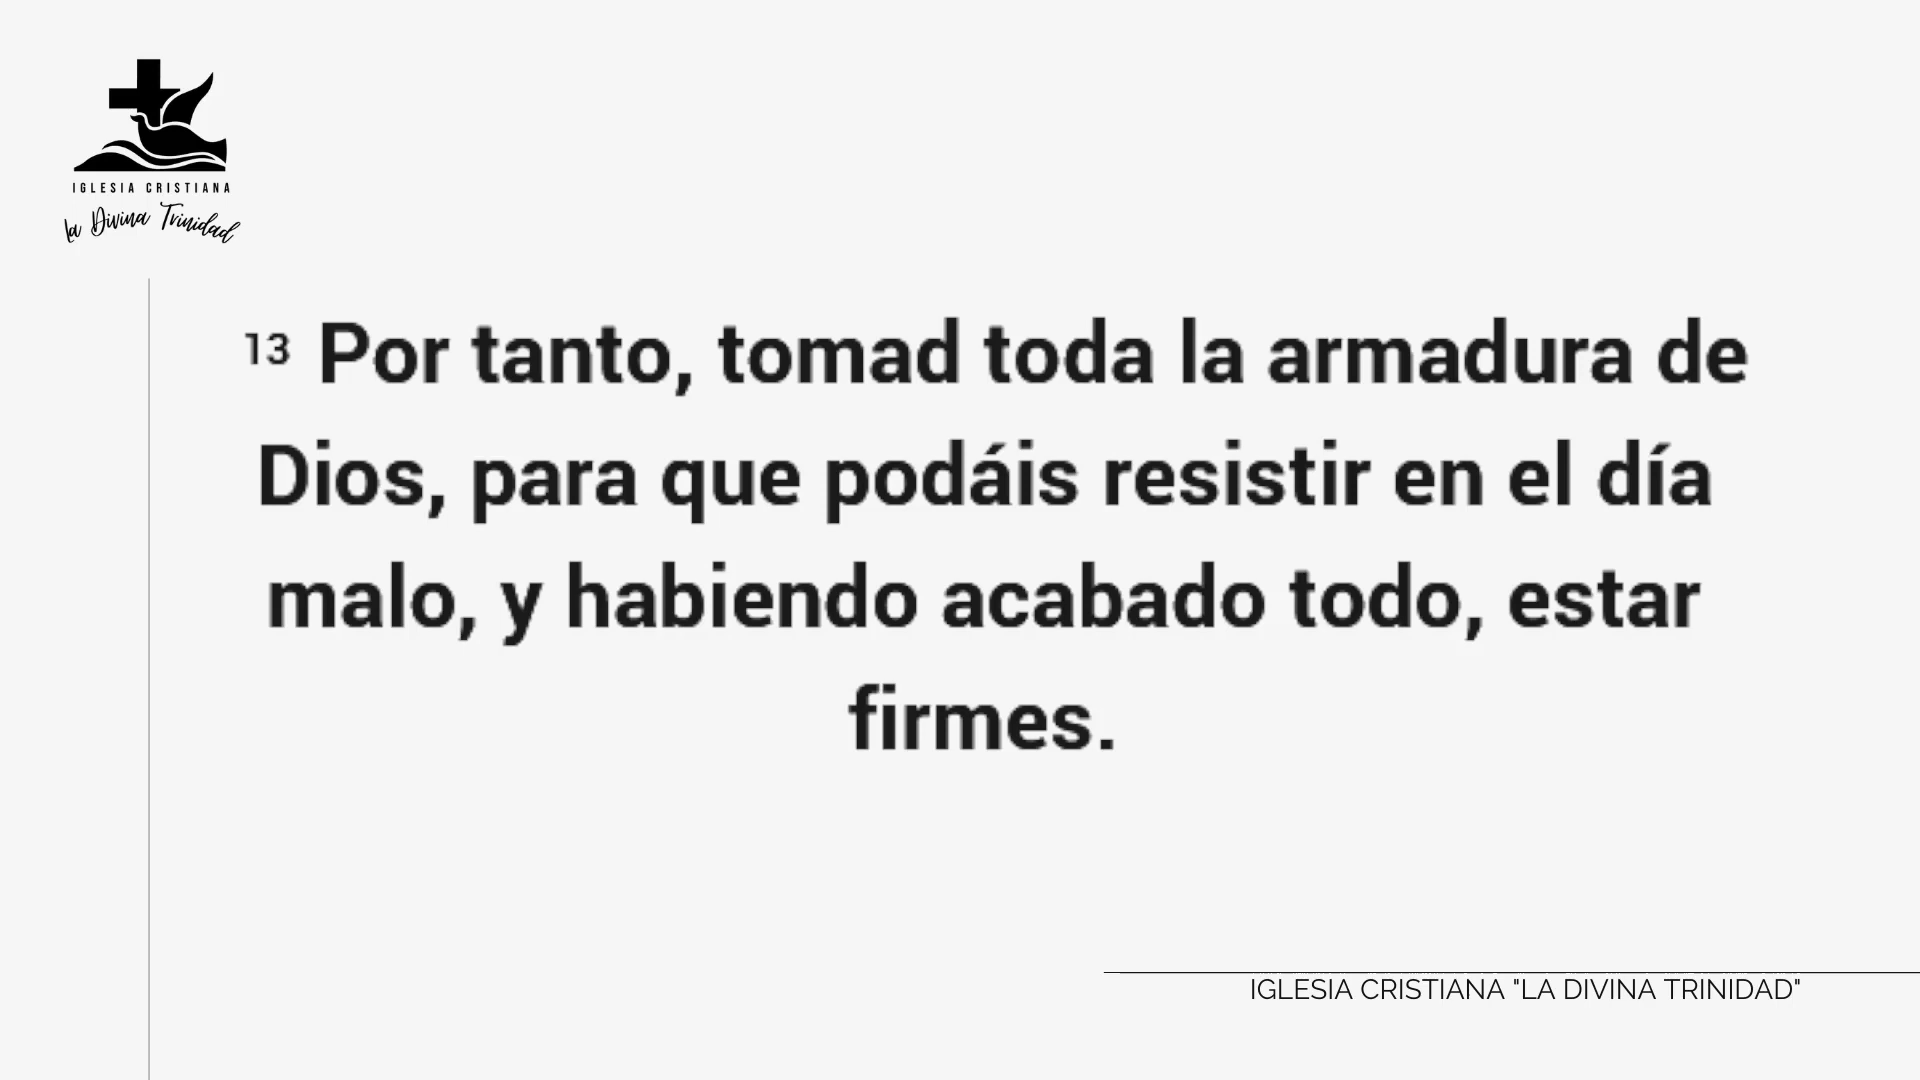 IGLESIA CRISTIANA
la Divina Trinidad
13 Por tanto, tomad toda la armadura de
Dios, para que podáis resistir en el día
malo, y habiendo acabado todo, estar
firmes.
IGLESIA CRISTIANA "LA DIVINA TRINIDAD"